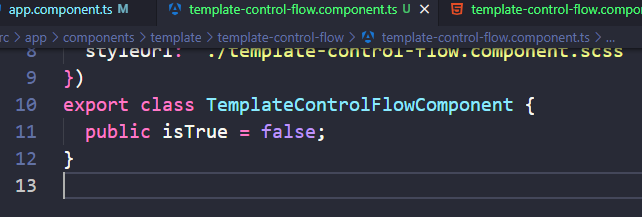 app.component.ts M
template-control-flow.component.ts U
template-control-flow.compo
rc > app > components > template > template-control-flow > template-control-flow.component.ts > ...
8 styleUrl: './template-control-flow.component.scss
9 })
10 export class TemplateControlFlowComponent {
11 public isTrue = false;
12 }
13